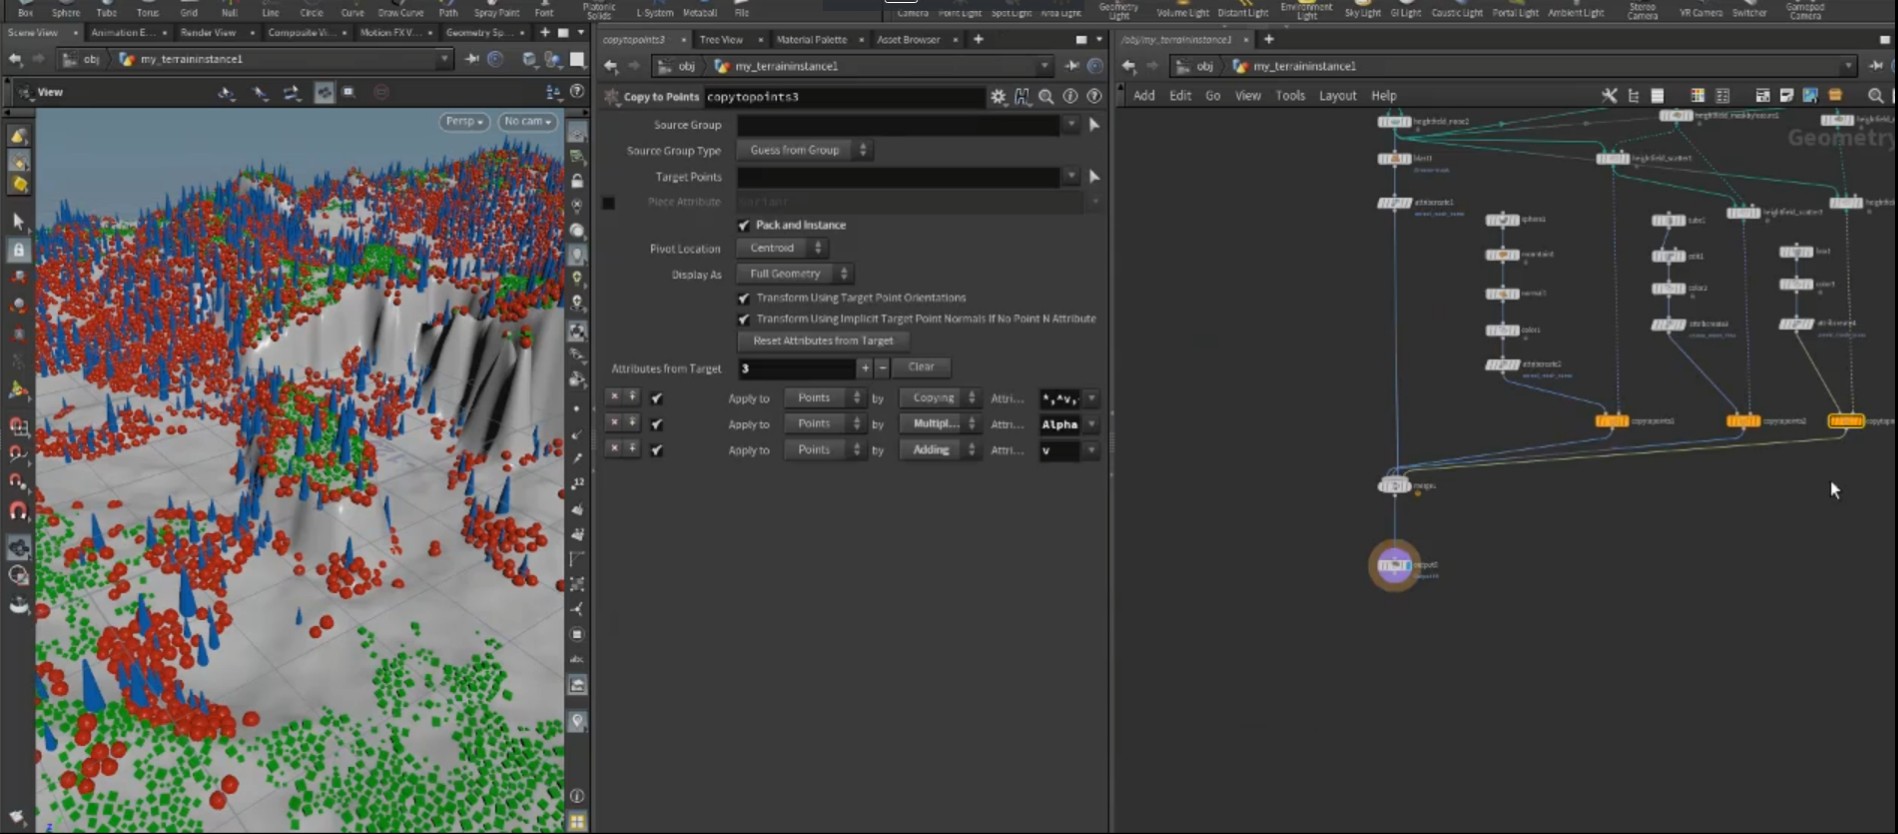 Box Sphere Tube Torus Grid Null Line Circle Curve Draw Curve Path Spray Paint Font Platonic Solids L-System Metaball File
Camera Point Light Spot Light Area Light Geometry Light Volume Light Distant Light Environment Light Sky Light GI Light Caustic Light Portal Light Ambient Light Stereo Camera VR Camera Switcher Gamepad Camera
Scene View × Animation E... × Render View × Composite Vi... × Motion FX V... × Geometry Sp... × +
obj my_terraininstance1
View
Persp No cam
abc
copytopoints3 × Tree View × Material Palette × Asset Browser × +
obj my_terraininstance1
Copy to Points copytopoints3
Source Group
Source Group Type Guess from Group
Target Points
Piece Attribute variant
Pack and Instance
Pivot Location Centroid
Display As Full Geometry
Transform Using Target Point Orientations
Transform Using Implicit Target Point Normals If No Point N Attribute
Reset Attributes from Target
Attributes from Target 3 + − Clear
Apply to Points by Copying Attri... *,^v,
Apply to Points by Multipl... Attri... Alpha
Apply to Points by Adding Attri... v
/obj/my_terraininstance1 × +
obj my_terraininstance1
Add Edit Go View Tools Layout Help
Geometry
copytopoints1
copytopoints2
merge1